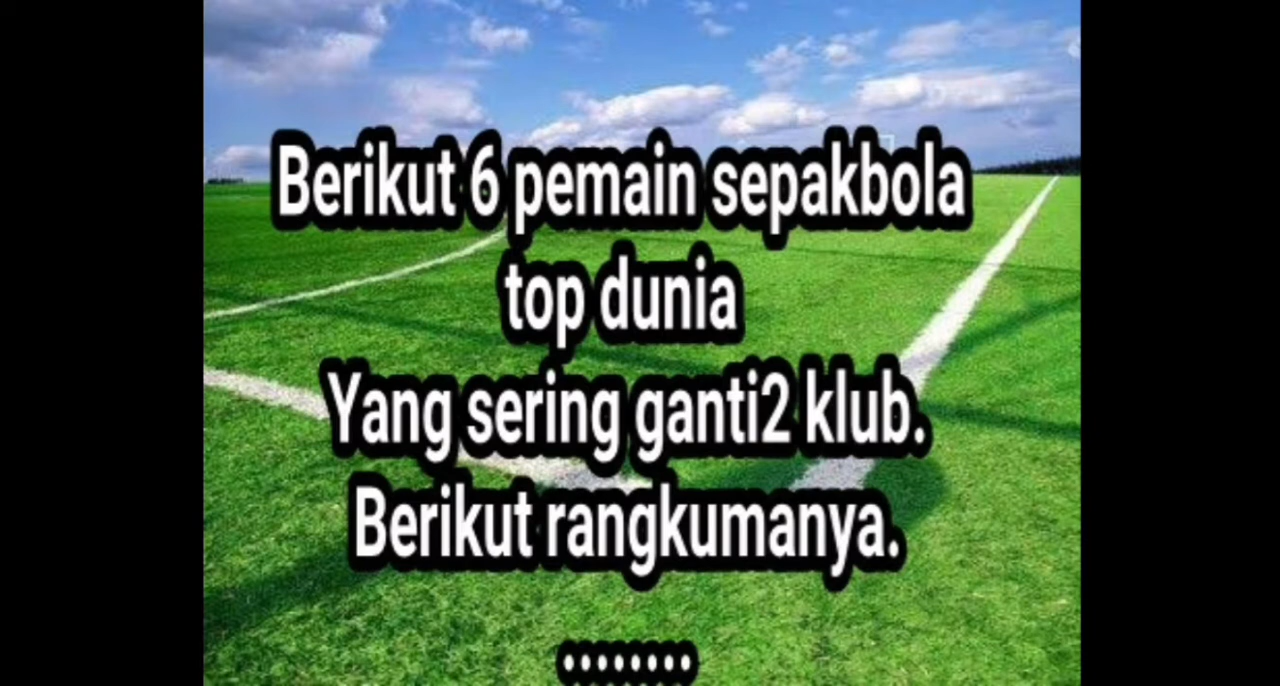 Berikut 6 pemain sepakbola
top dunia
Yang sering ganti2 klub.
Berikut rangkumanya.
........